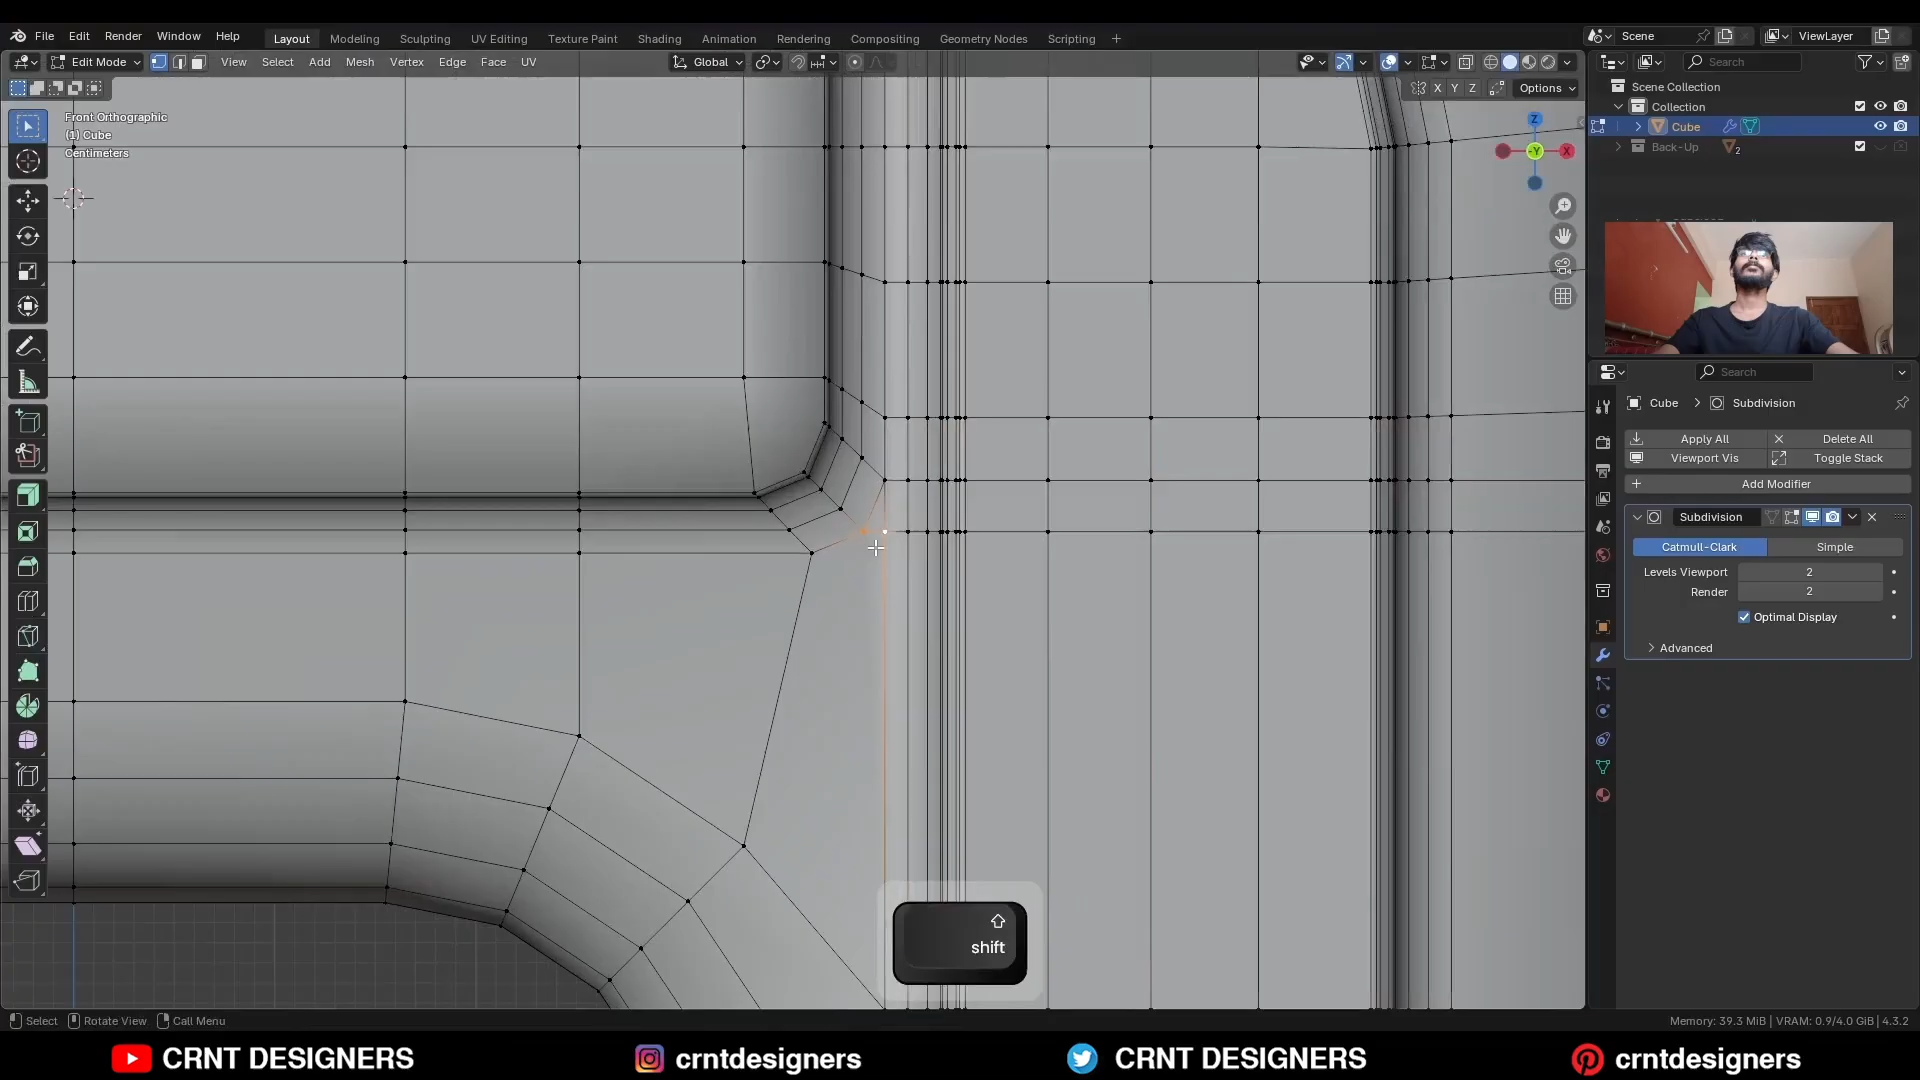 File Edit Render Window Help Layout Modeling Sculpting UV Editing Texture Paint Shading Animation Rendering Compositing Geometry Nodes Scripting + Scene ViewLayer
Edit Mode View Select Add Mesh Vertex Edge Face UV Global Search
X Y Z Options
Scene Collection
Collection
Cube
Back-Up 2
Front Orthographic
(1) Cube
Centimeters
Z
-Y X
Search
Cube > Subdivision
Apply All Delete All
Viewport Vis Toggle Stack
Add Modifier
Subdivision
Catmull-Clark Simple
Levels Viewport 2
Render 2
Optimal Display
Advanced
shift
Select Rotate View Call Menu Memory: 39.3 MiB | VRAM: 0.9/4.0 GiB | 4.3.2
CRNT DESIGNERS crntdesigners CRNT DESIGNERS crntdesigners